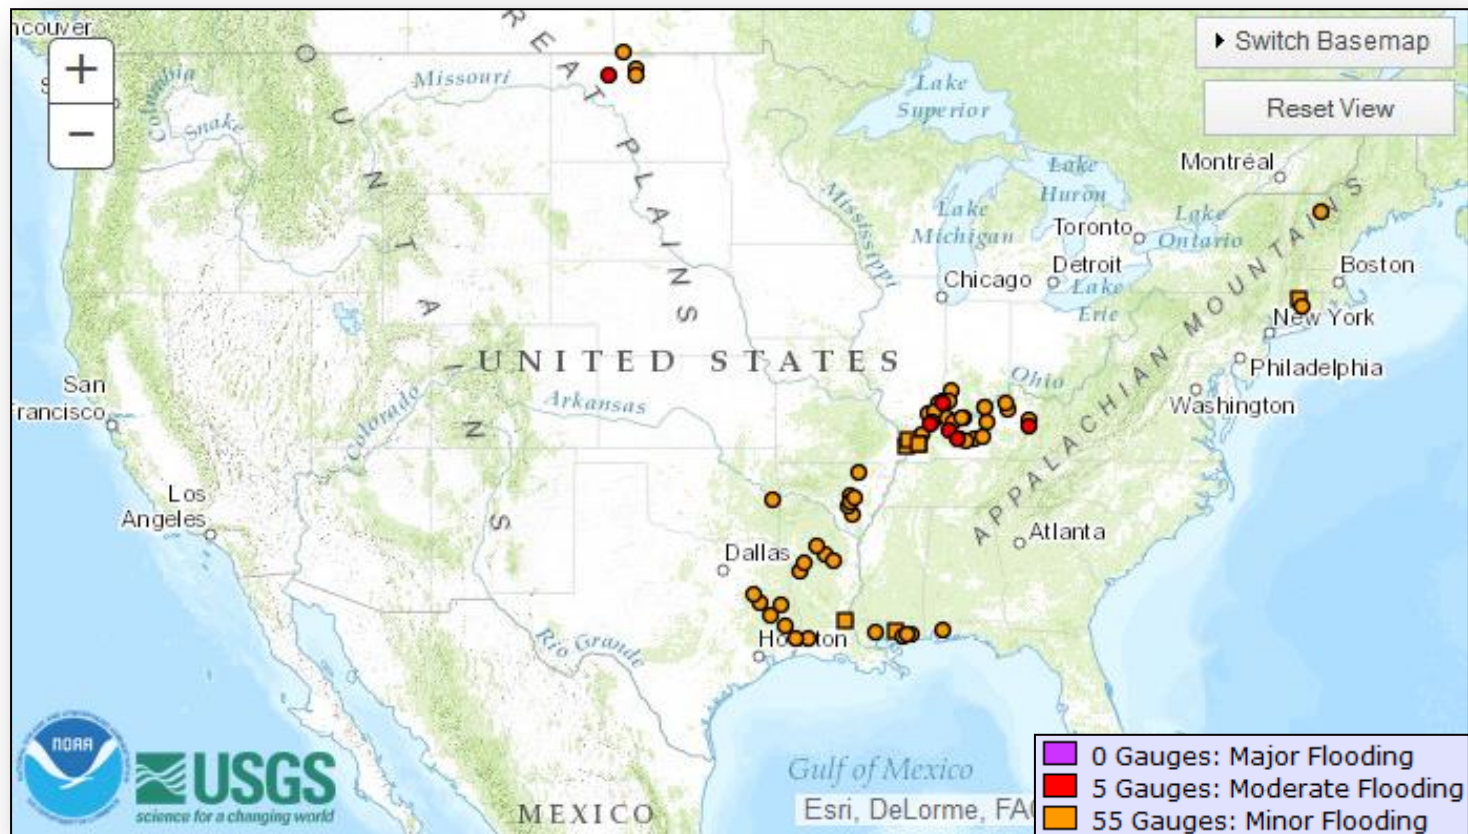 ncouver
Switch Basemap
Reset View
+
−
Columbia
Snake
Missouri
GREAT PLAINS
Lake
Superior
Montréal
Lake
Huron
Lake
Michigan
Toronto
Lake
Ontario
Mississippi
Chicago
Detroit
Lake
Erie
Boston
New York
Philadelphia
Washington
APPALACHIAN MOUNTAINS
OUNTAINS
UNITED STATES
Ohio
Arkansas
Colorado
San
Francisco
Los
Angeles
Dallas
Atlanta
Houston
Rio Grande
Gulf of Mexico
MEXICO
NOAA
USGS
science for a changing world
Esri, DeLorme, FA
0 Gauges: Major Flooding
5 Gauges: Moderate Flooding
55 Gauges: Minor Flooding